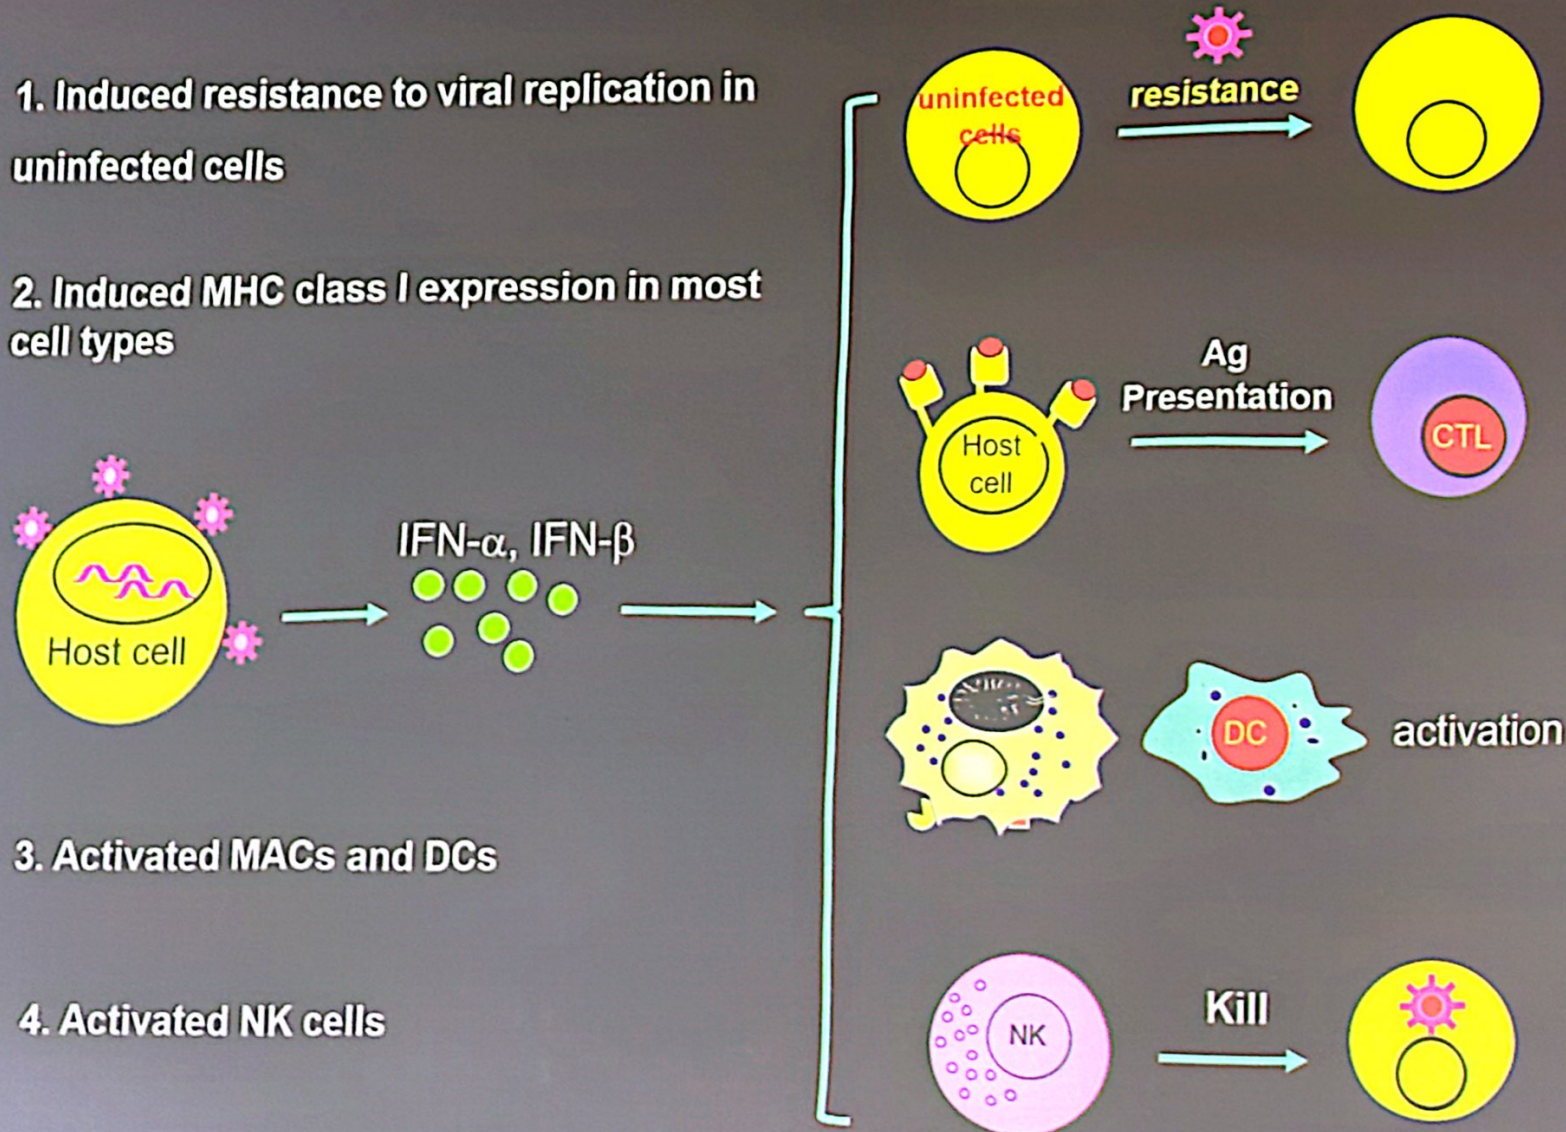 1. Induced resistance to viral replication in
uninfected cells
2. Induced MHC class I expression in most
cell types
Host cell
IFN-α, IFN-β
3. Activated MACs and DCs
4. Activated NK cells
uninfected
cells
resistance
Host
cell
Ag
Presentation
CTL
DC
activation
NK
Kill